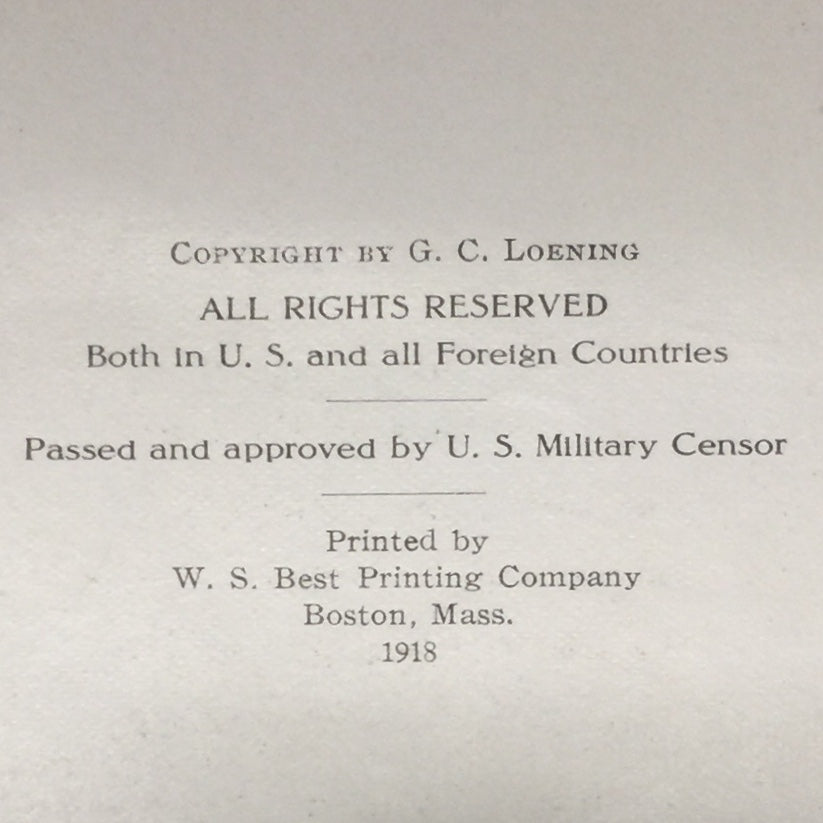 COPYRIGHT BY G. C. LOENING
ALL RIGHTS RESERVED
Both in U. S. and all Foreign Countries
Passed and approved by U. S. Military Censor
Printed by
W. S. Best Printing Company
Boston, Mass.
1918